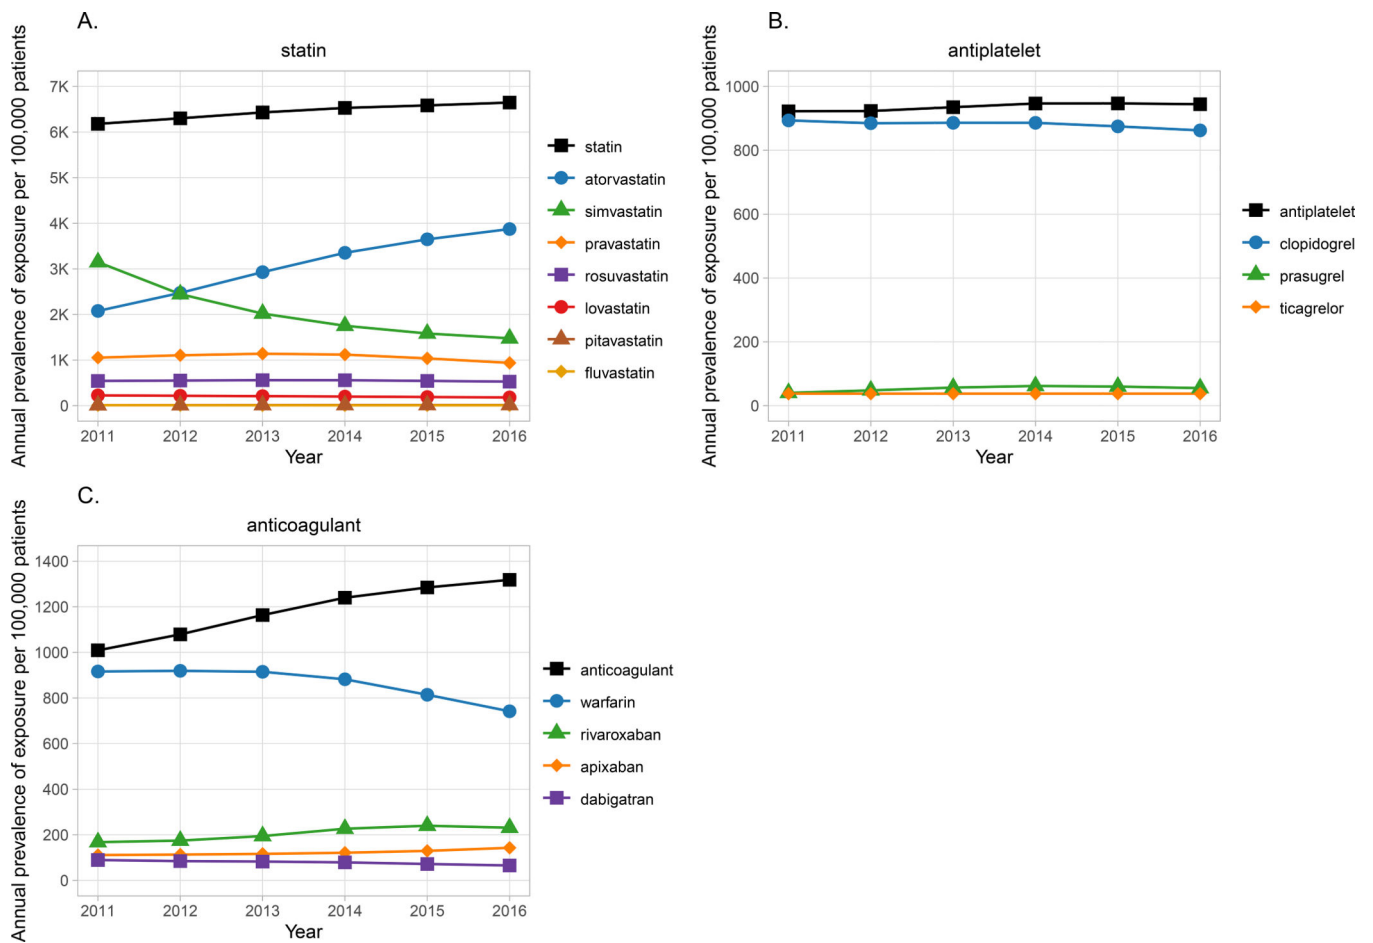 A.
statin
Annual prevalence of exposure per 100,000 patients
7K
6K
5K
4K
3K
2K
1K
0
2011 2012 2013 2014 2015 2016
Year
statin
atorvastatin
simvastatin
pravastatin
rosuvastatin
lovastatin
pitavastatin
fluvastatin
B.
antiplatelet
Annual prevalence of exposure per 100,000 patients
1000
800
600
400
200
0
2011 2012 2013 2014 2015 2016
Year
antiplatelet
clopidogrel
prasugrel
ticagrelor
C.
anticoagulant
Annual prevalence of exposure per 100,000 patients
1400
1200
1000
800
600
400
200
0
2011 2012 2013 2014 2015 2016
Year
anticoagulant
warfarin
rivaroxaban
apixaban
dabigatran